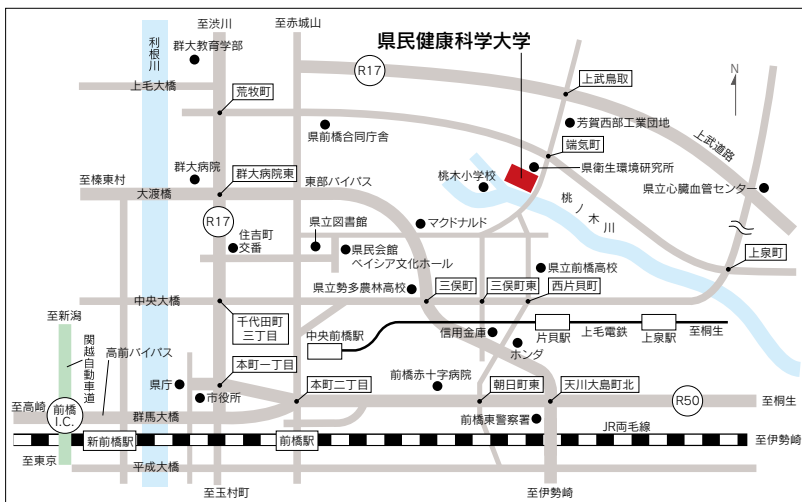 至渋川
至赤城山
利根川
群大教育学部
県民健康科学大学
R17
N
上毛大橋
荒牧町
上武鳥取
県前橋合同庁舎
芳賀西部工業団地
端気町
上武道路
群大病院
群大病院東
県衛生環境研究所
桃木小学校
至榛東村
大渡橋
東部バイパス
県立心臓血管センター
桃ノ木川
R17
住吉町
交番
県立図書館
マクドナルド
県民会館
ベイシア文化ホール
県立前橋高校
上泉町
県立勢多農林高校
三俣町
三俣町東
西片貝町
中央大橋
至新潟
千代田町
三丁目
関越自動車道
高前バイパス
中央前橋駅
信用金庫
片貝駅
上毛電鉄
上泉駅
至桐生
ホンダ
本町一丁目
県庁
市役所
本町二丁目
前橋赤十字病院
朝日町東
天川大島町北
R50
至桐生
至高崎
前橋
I.C.
群馬大橋
前橋東警察署
JR両毛線
新前橋駅
前橋駅
至伊勢崎
至東京
平成大橋
至玉村町
至伊勢崎